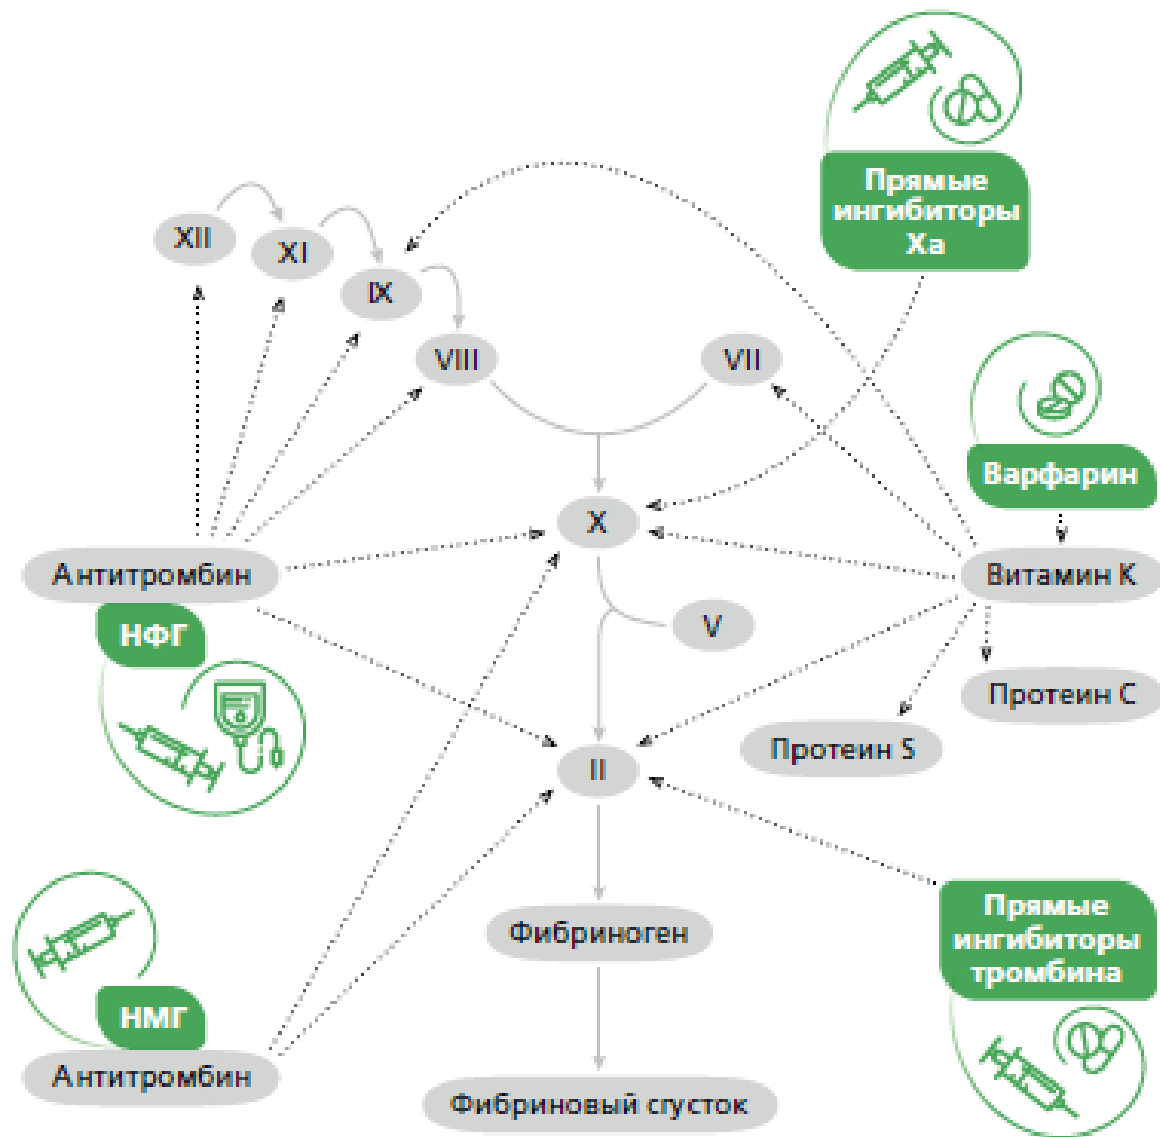 Прямые
ингибиторы
Xa
XII
XI
IX
VIII
VII
Варфарин
X
Антитромбин
Витамин K
НФГ
V
Протеин C
Протеин S
II
Прямые
ингибиторы
тромбина
Фибриноген
НМГ
Антитромбин
Фибриновый сгусток